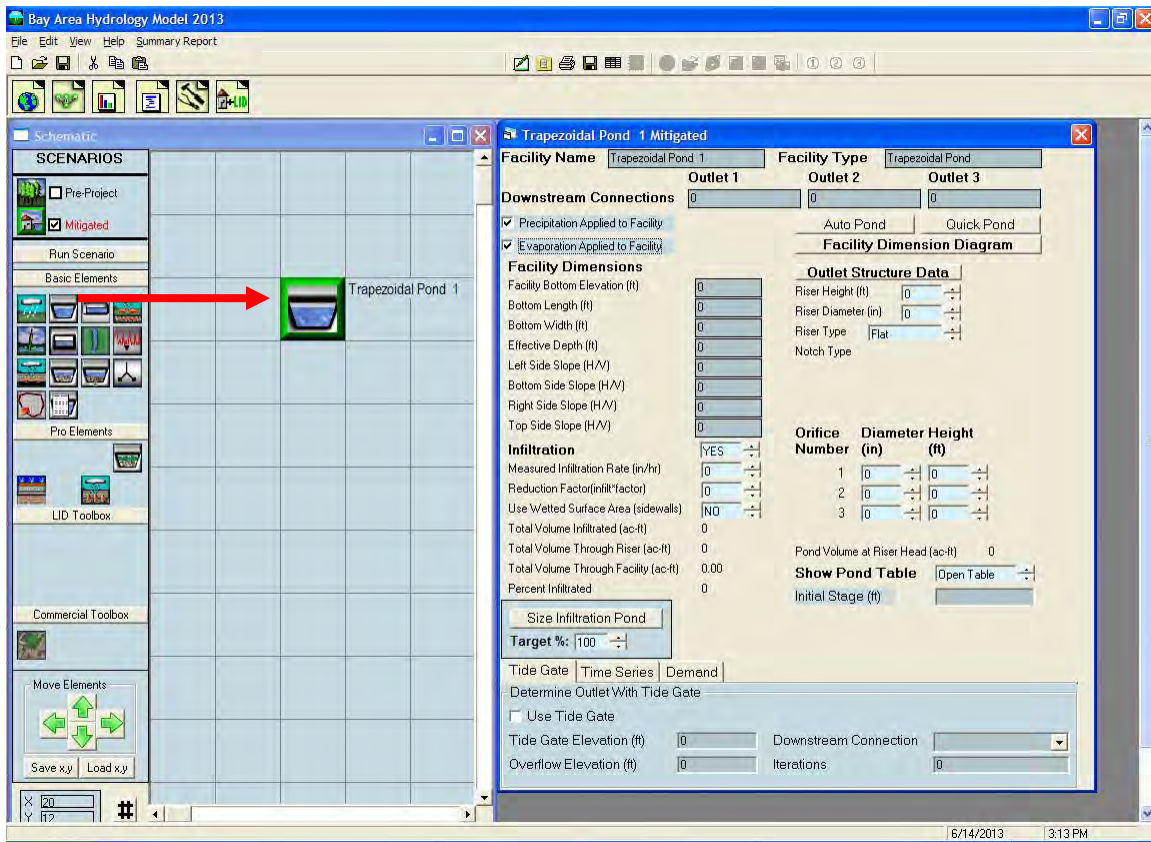 Bay Area Hydrology Model 2013
File Edit View Help Summary Report
Schematic
SCENARIOS
Pre-Project
Mitigated
Run Scenario
Basic Elements
Pro Elements
LID Toolbox
Commercial Toolbox
Move Elements
Save x,y Load x,y
X 20
Y 12
#
Trapezoidal Pond 1
Trapezoidal Pond 1 Mitigated
Facility Name Trapezoidal Pond 1 Facility Type Trapezoidal Pond
Outlet 1 Outlet 2 Outlet 3
Downstream Connections 0 0 0
Precipitation Applied to Facility Auto Pond Quick Pond
Evaporation Applied to Facility Facility Dimension Diagram
Facility Dimensions
Facility Bottom Elevation (ft) 0
Bottom Length (ft) 0
Bottom Width (ft) 0
Effective Depth (ft) 0
Left Side Slope (H/V) 0
Bottom Side Slope (H/V) 0
Right Side Slope (H/V) 0
Top Side Slope (H/V) 0
Infiltration YES
Measured Infiltration Rate (in/hr) 0
Reduction Factor(infilt*factor) 0
Use Wetted Surface Area (sidewalls) NO
Total Volume Infiltrated (ac-ft) 0
Total Volume Through Riser (ac-ft) 0
Total Volume Through Facility (ac-ft) 0.00
Percent Infiltrated 0
Size Infiltration Pond
Target %: 100
Outlet Structure Data
Riser Height (ft) 0
Riser Diameter (in) 0
Riser Type Flat
Notch Type
Orifice Diameter Height
Number (in) (ft)
1 0 0
2 0 0
3 0 0
Pond Volume at Riser Head (ac-ft) 0
Show Pond Table Open Table
Initial Stage (ft)
Tide Gate Time Series Demand
Determine Outlet With Tide Gate
Use Tide Gate
Tide Gate Elevation (ft) 0 Downstream Connection
Overflow Elevation (ft) 0 Iterations 0
6/14/2013 3:13 PM